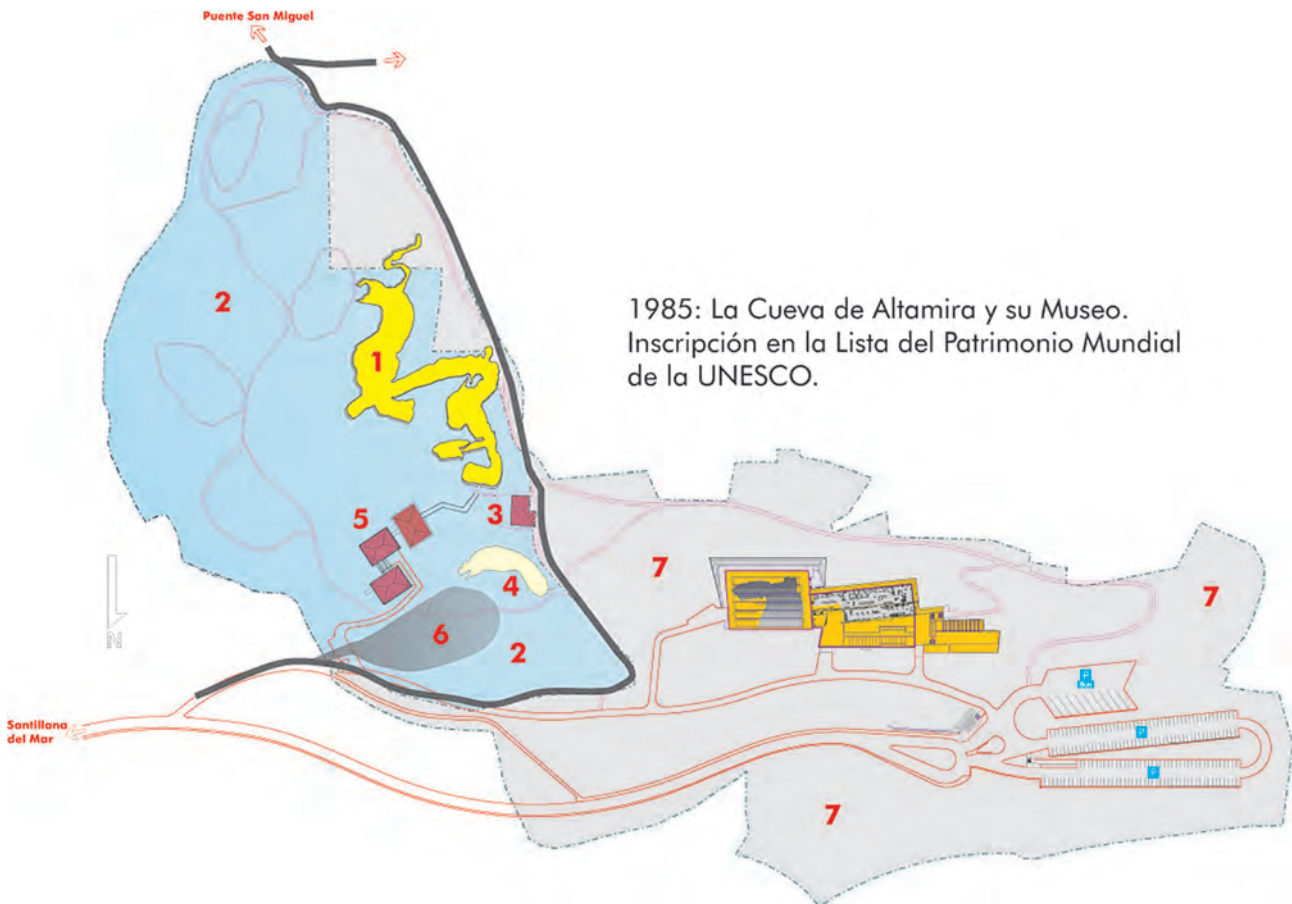 Puente San Miguel
2
1985: La Cueva de Altamira y su Museo.
Inscripción en la Lista del Patrimonio Mundial
de la UNESCO.
1
3
5
7
7
4
N
6
2
P
Bus
Santillana
del Mar
P
P
7